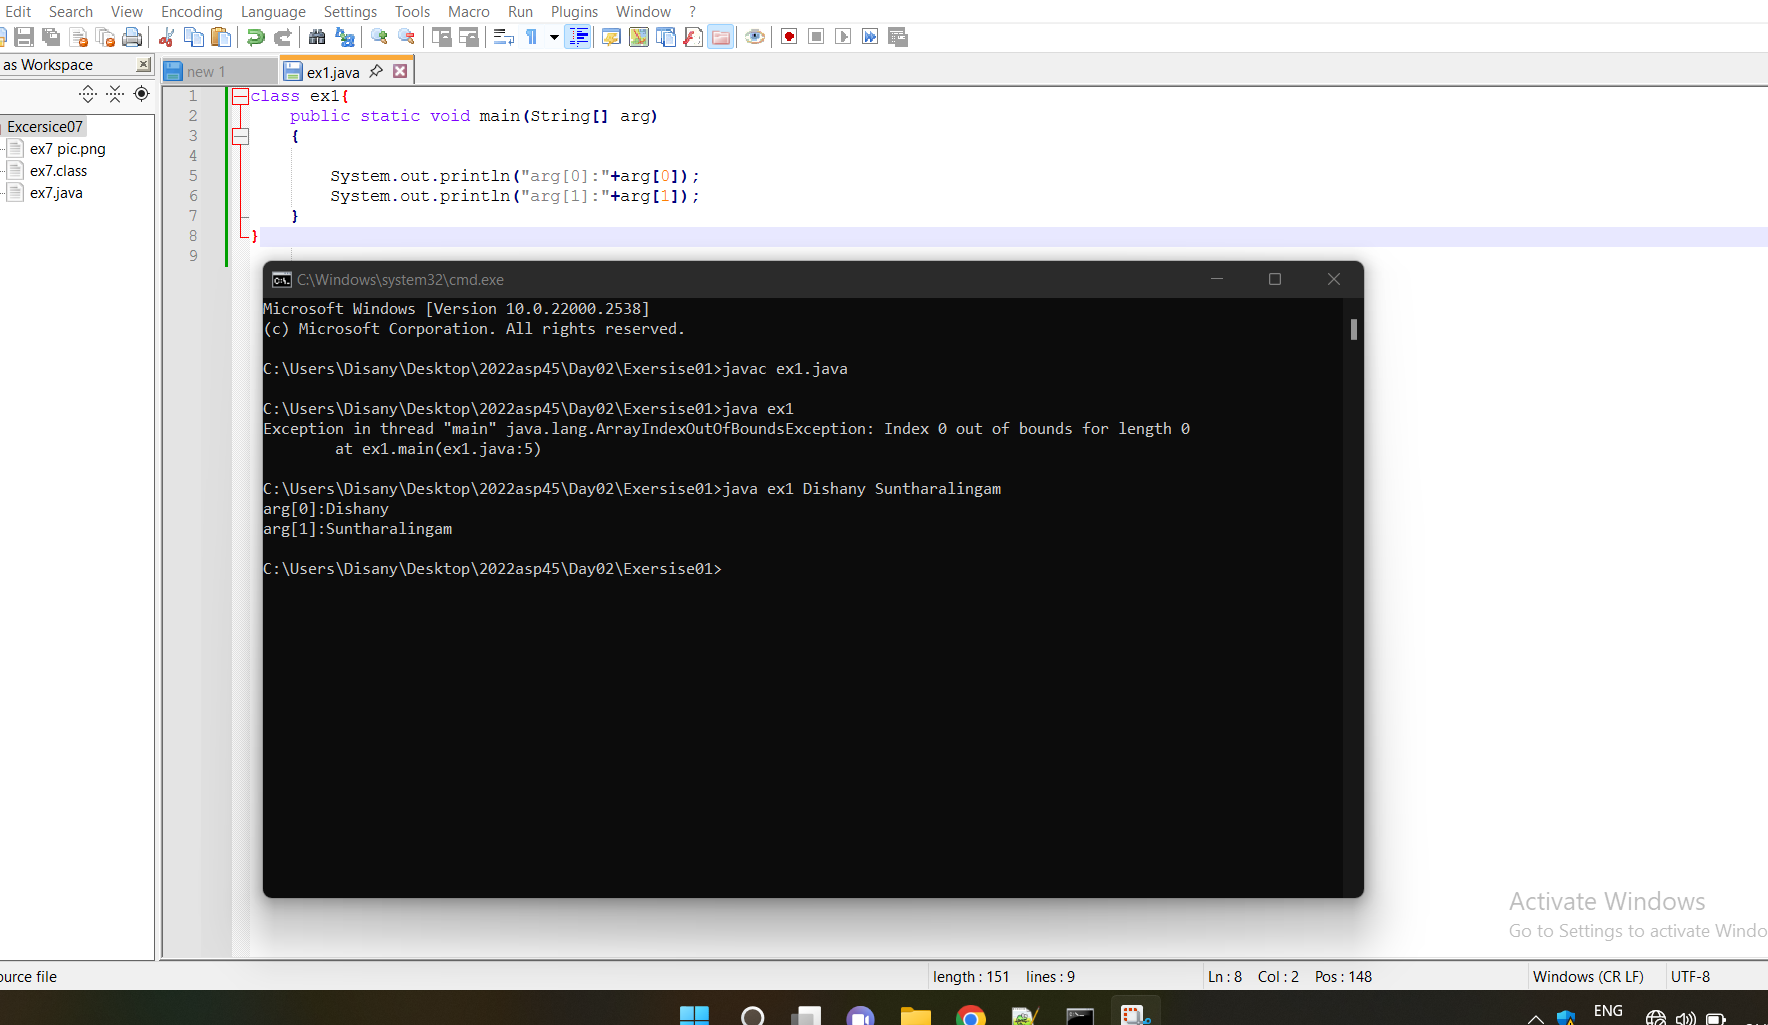 Edit Search View Encoding Language Settings Tools Macro Run Plugins Window ?
as Workspace
new 1
ex1.java
Excersice07
ex7 pic.png
ex7.class
ex7.java
1 class ex1{
2 public static void main(String[] arg)
3 {
4
5 System.out.println("arg[0]:"+arg[0]);
6 System.out.println("arg[1]:"+arg[1]);
7 }
8 }
9
C:\Windows\system32\cmd.exe
Microsoft Windows [Version 10.0.22000.2538]
(c) Microsoft Corporation. All rights reserved.
C:\Users\Disany\Desktop\2022asp45\Day02\Exersise01>javac ex1.java
C:\Users\Disany\Desktop\2022asp45\Day02\Exersise01>java ex1
Exception in thread "main" java.lang.ArrayIndexOutOfBoundsException: Index 0 out of bounds for length 0
at ex1.main(ex1.java:5)
C:\Users\Disany\Desktop\2022asp45\Day02\Exersise01>java ex1 Dishany Suntharalingam
arg[0]:Dishany
arg[1]:Suntharalingam
C:\Users\Disany\Desktop\2022asp45\Day02\Exersise01>
Activate Windows
Go to Settings to activate Windo
ource file
length : 151 lines : 9
Ln : 8 Col : 2 Pos : 148
Windows (CR LF)
UTF-8
ENG